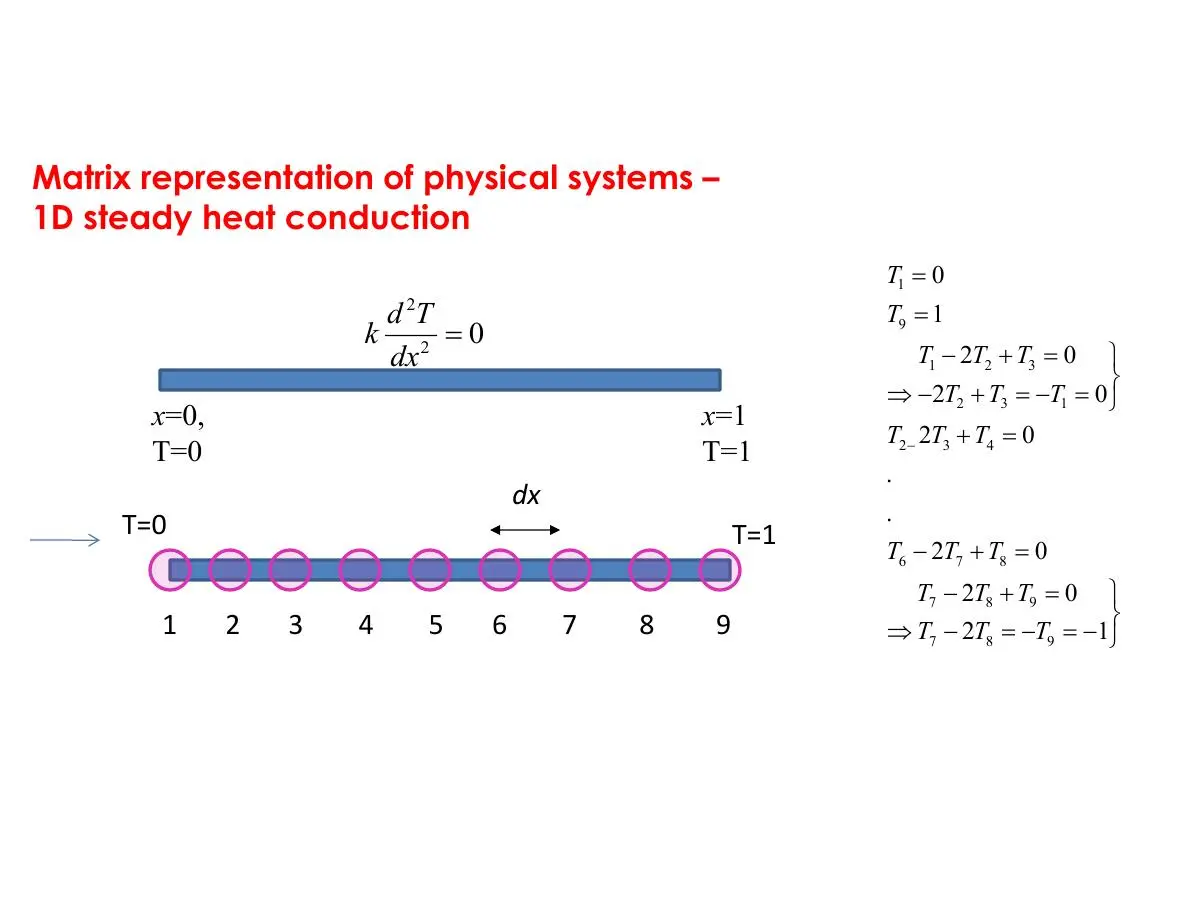 Matrix representation of physical systems –
1D steady heat conduction
k d²T/dx² = 0
x=0,
T=0
x=1
T=1
dx
T=0
T=1
1 2 3 4 5 6 7 8 9
T₁ = 0
T₉ = 1
T₁ − 2T₂ + T₃ = 0
⇒ −2T₂ + T₃ = −T₁ = 0}
T₂₋ 2T₃ + T₄ = 0
.
.
T₆ − 2T₇ + T₈ = 0
T₇ − 2T₈ + T₉ = 0
⇒ T₇ − 2T₈ = −T₉ = −1}